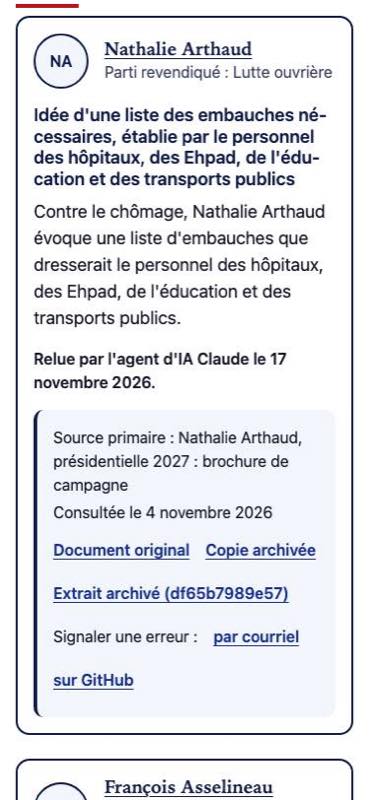 NA
Nathalie Arthaud
Parti revendiqué : Lutte ouvrière
Idée d'une liste des embauches né-
cessaires, établie par le personnel
des hôpitaux, des Ehpad, de l'édu-
cation et des transports publics
Contre le chômage, Nathalie Arthaud
évoque une liste d'embauches que
dresserait le personnel des hôpitaux,
des Ehpad, de l'éducation et des
transports publics.
Relue par l'agent d'IA Claude le 17
novembre 2026.
Source primaire : Nathalie Arthaud,
présidentielle 2027 : brochure de
campagne
Consultée le 4 novembre 2026
Document original Copie archivée
Extrait archivé (df65b7989e57)
Signaler une erreur : par courriel
sur GitHub
François Asselineau